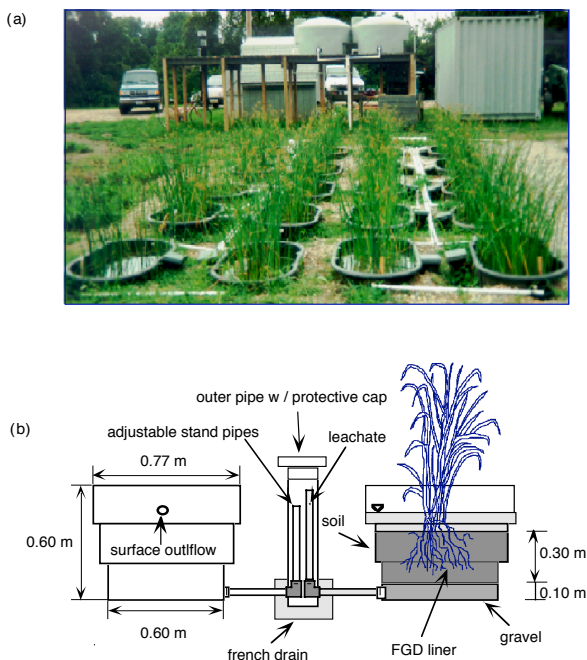 (a)
outer pipe w / protective cap
(b)
adjustable stand pipes
leachate
0.77 m
soil
0.60 m
surface outlflow
0.30 m
0.10 m
0.60 m
french drain
FGD liner
gravel